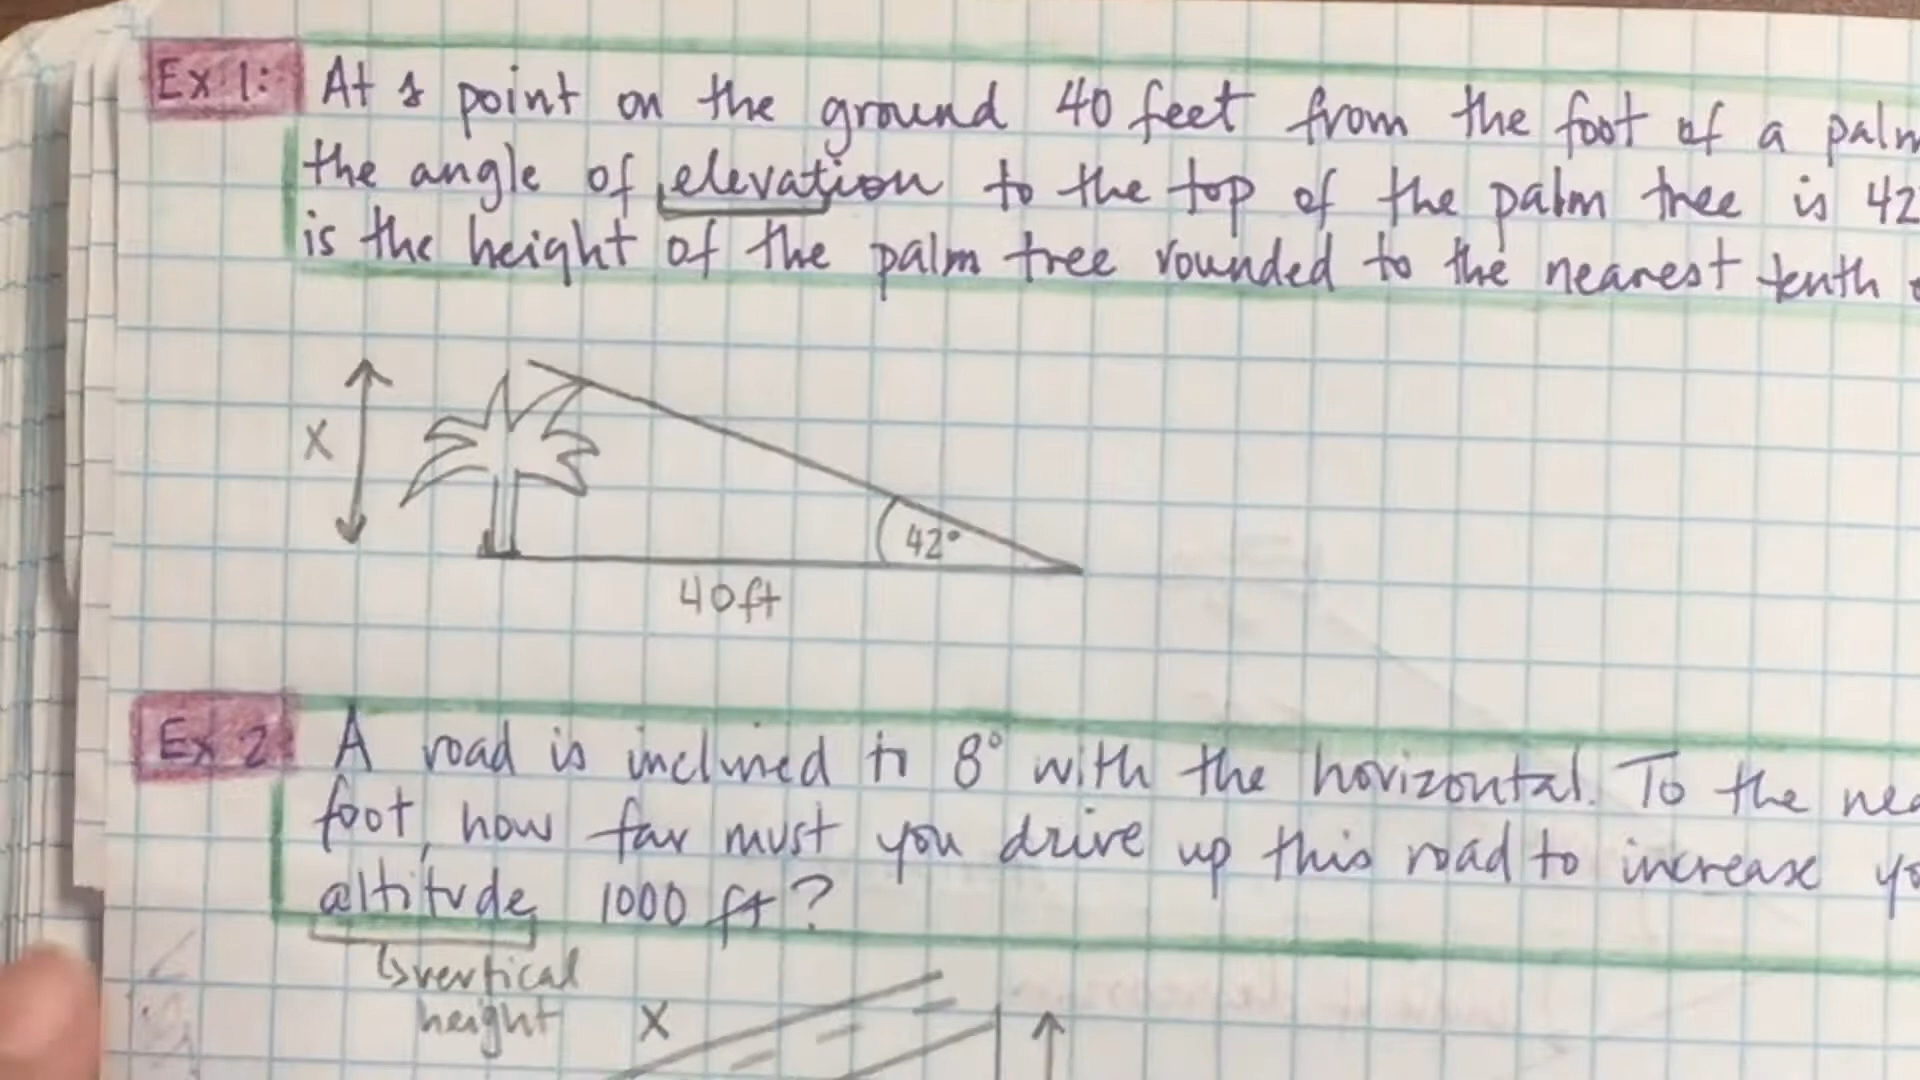 Ex 1: At a point on the ground 40 feet from the foot of a palm
the angle of elevation to the top of the palm tree is 42
is the height of the palm tree rounded to the nearest tenth
x
42°
40ft
Ex 2 A road is inclined to 8° with the horizontal. To the nea
foot, how far must you drive up this road to increase yo
altitude 1000 ft?
↳vertical
height
x